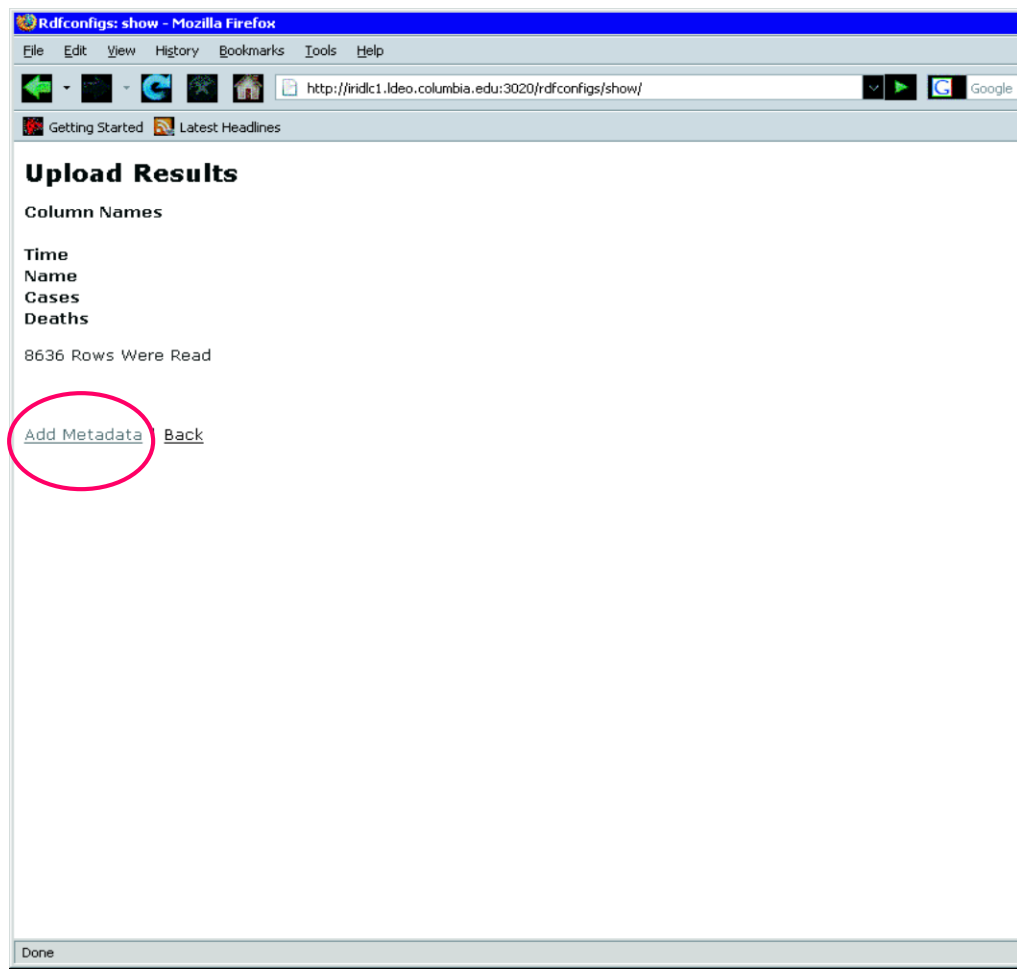 Rdfconfigs: show - Mozilla Firefox
File Edit View History Bookmarks Tools Help
http://iridlc1.ldeo.columbia.edu:3020/rdfconfigs/show/ G Google
Getting Started Latest Headlines
Upload Results
Column Names
Time
Name
Cases
Deaths
8636 Rows Were Read
Add Metadata | Back
Done